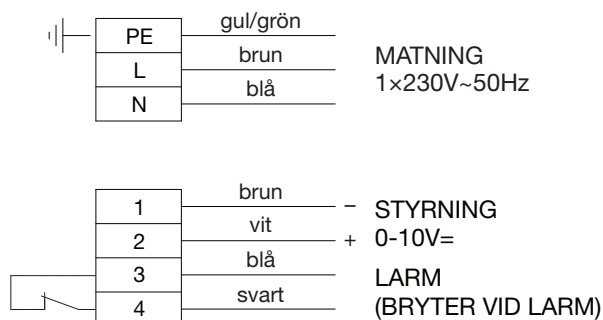 PE gul/grön
L brun
N blå
MATNING
1×230V~50Hz
1 brun −
2 vit +
3 blå
4 svart
STYRNING
0-10V=
LARM
(BRYTER VID LARM)